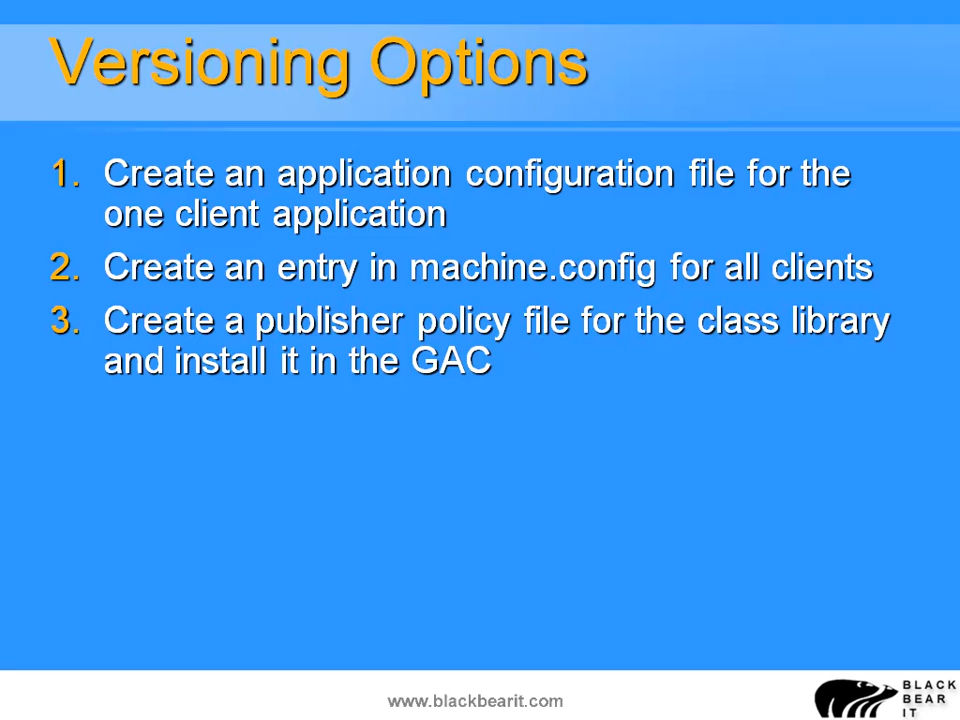 Versioning Options
1. Create an application configuration file for the
one client application
2. Create an entry in machine.config for all clients
3. Create a publisher policy file for the class library
and install it in the GAC
www.blackbearit.com
BLACK
BEAR
IT